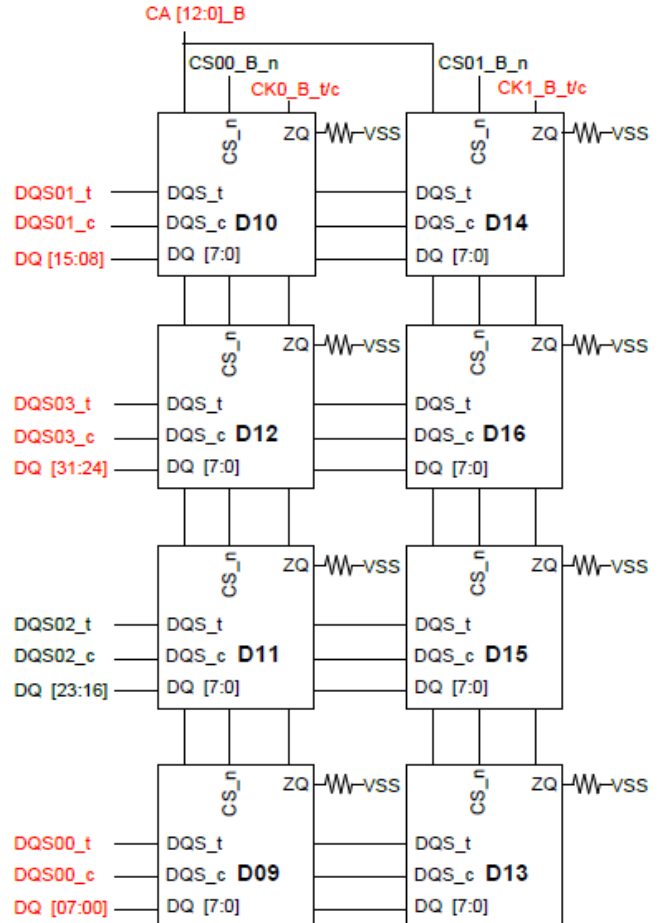 CA [12:0]_B
CS00_B_n CS01_B_n
CK0_B_t/c CK1_B_t/c
CS_n ZQ VSS CS_n ZQ VSS
DQS01_t DQS_t DQS_t
DQS01_c DQS_c D10 DQS_c D14
DQ [15:08] DQ [7:0] DQ [7:0]
CS_n ZQ VSS CS_n ZQ VSS
DQS03_t DQS_t DQS_t
DQS03_c DQS_c D12 DQS_c D16
DQ [31:24] DQ [7:0] DQ [7:0]
CS_n ZQ VSS CS_n ZQ VSS
DQS02_t DQS_t DQS_t
DQS02_c DQS_c D11 DQS_c D15
DQ [23:16] DQ [7:0] DQ [7:0]
CS_n ZQ VSS CS_n ZQ VSS
DQS00_t DQS_t DQS_t
DQS00_c DQS_c D09 DQS_c D13
DQ [07:00] DQ [7:0] DQ [7:0]